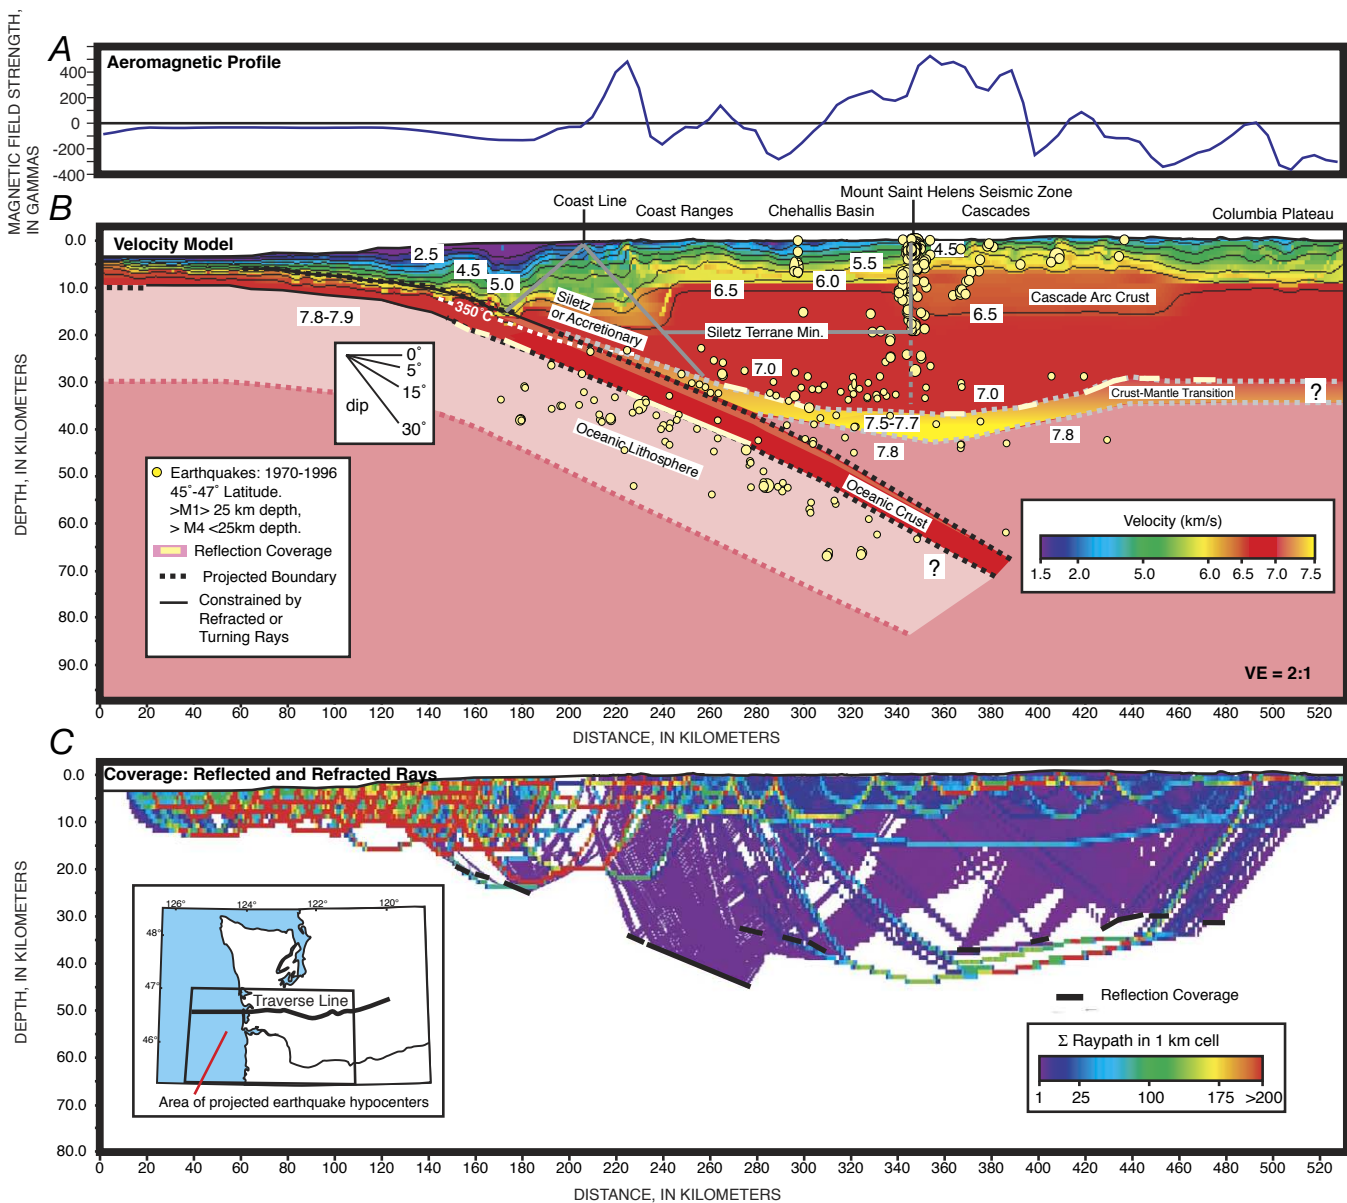 A
Aeromagnetic Profile
MAGNETIC FIELD STRENGTH,
IN GAMMAS
400
200
0
-200
-400
B
Coast Line
Coast Ranges
Chehallis Basin
Mount Saint Helens Seismic Zone
Cascades
Columbia Plateau
Velocity Model
DEPTH, IN KILOMETERS
0.0
10.0
20.0
30.0
40.0
50.0
60.0
70.0
80.0
90.0
2.5
4.5
5.0
5.5
6.0
6.5
4.5
6.5
Cascade Arc Crust
7.8-7.9
350˚C
Siletz
or Accretionary
Siletz Terrane Min.
7.0
7.0
7.5-7.7
7.8
7.8
Crust-Mantle Transition
?
0˚
5˚
15˚
30˚
dip
Oceanic Lithosphere
Oceanic Crust
?
Earthquakes: 1970-1996
45˚-47˚ Latitude.
>M1> 25 km depth,
> M4 <25km depth.
Reflection Coverage
Projected Boundary
Constrained by
Refracted or
Turning Rays
Velocity (km/s)
1.5 2.0 5.0 6.0 6.5 7.0 7.5
VE = 2:1
0 20 40 60 80 100 120 140 160 180 200 220 240 260 280 300 320 340 360 380 400 420 440 460 480 500 520
DISTANCE, IN KILOMETERS
C
Coverage: Reflected and Refracted Rays
DEPTH, IN KILOMETERS
0.0
10.0
20.0
30.0
40.0
50.0
60.0
70.0
80.0
126˚ 124˚ 122˚ 120˚
48˚
47˚
46˚
Traverse Line
Area of projected earthquake hypocenters
Reflection Coverage
Σ Raypath in 1 km cell
1 25 100 175 >200
0 20 40 60 80 100 120 140 160 180 200 220 240 260 280 300 320 340 360 380 400 420 440 460 480 500 520
DISTANCE, IN KILOMETERS